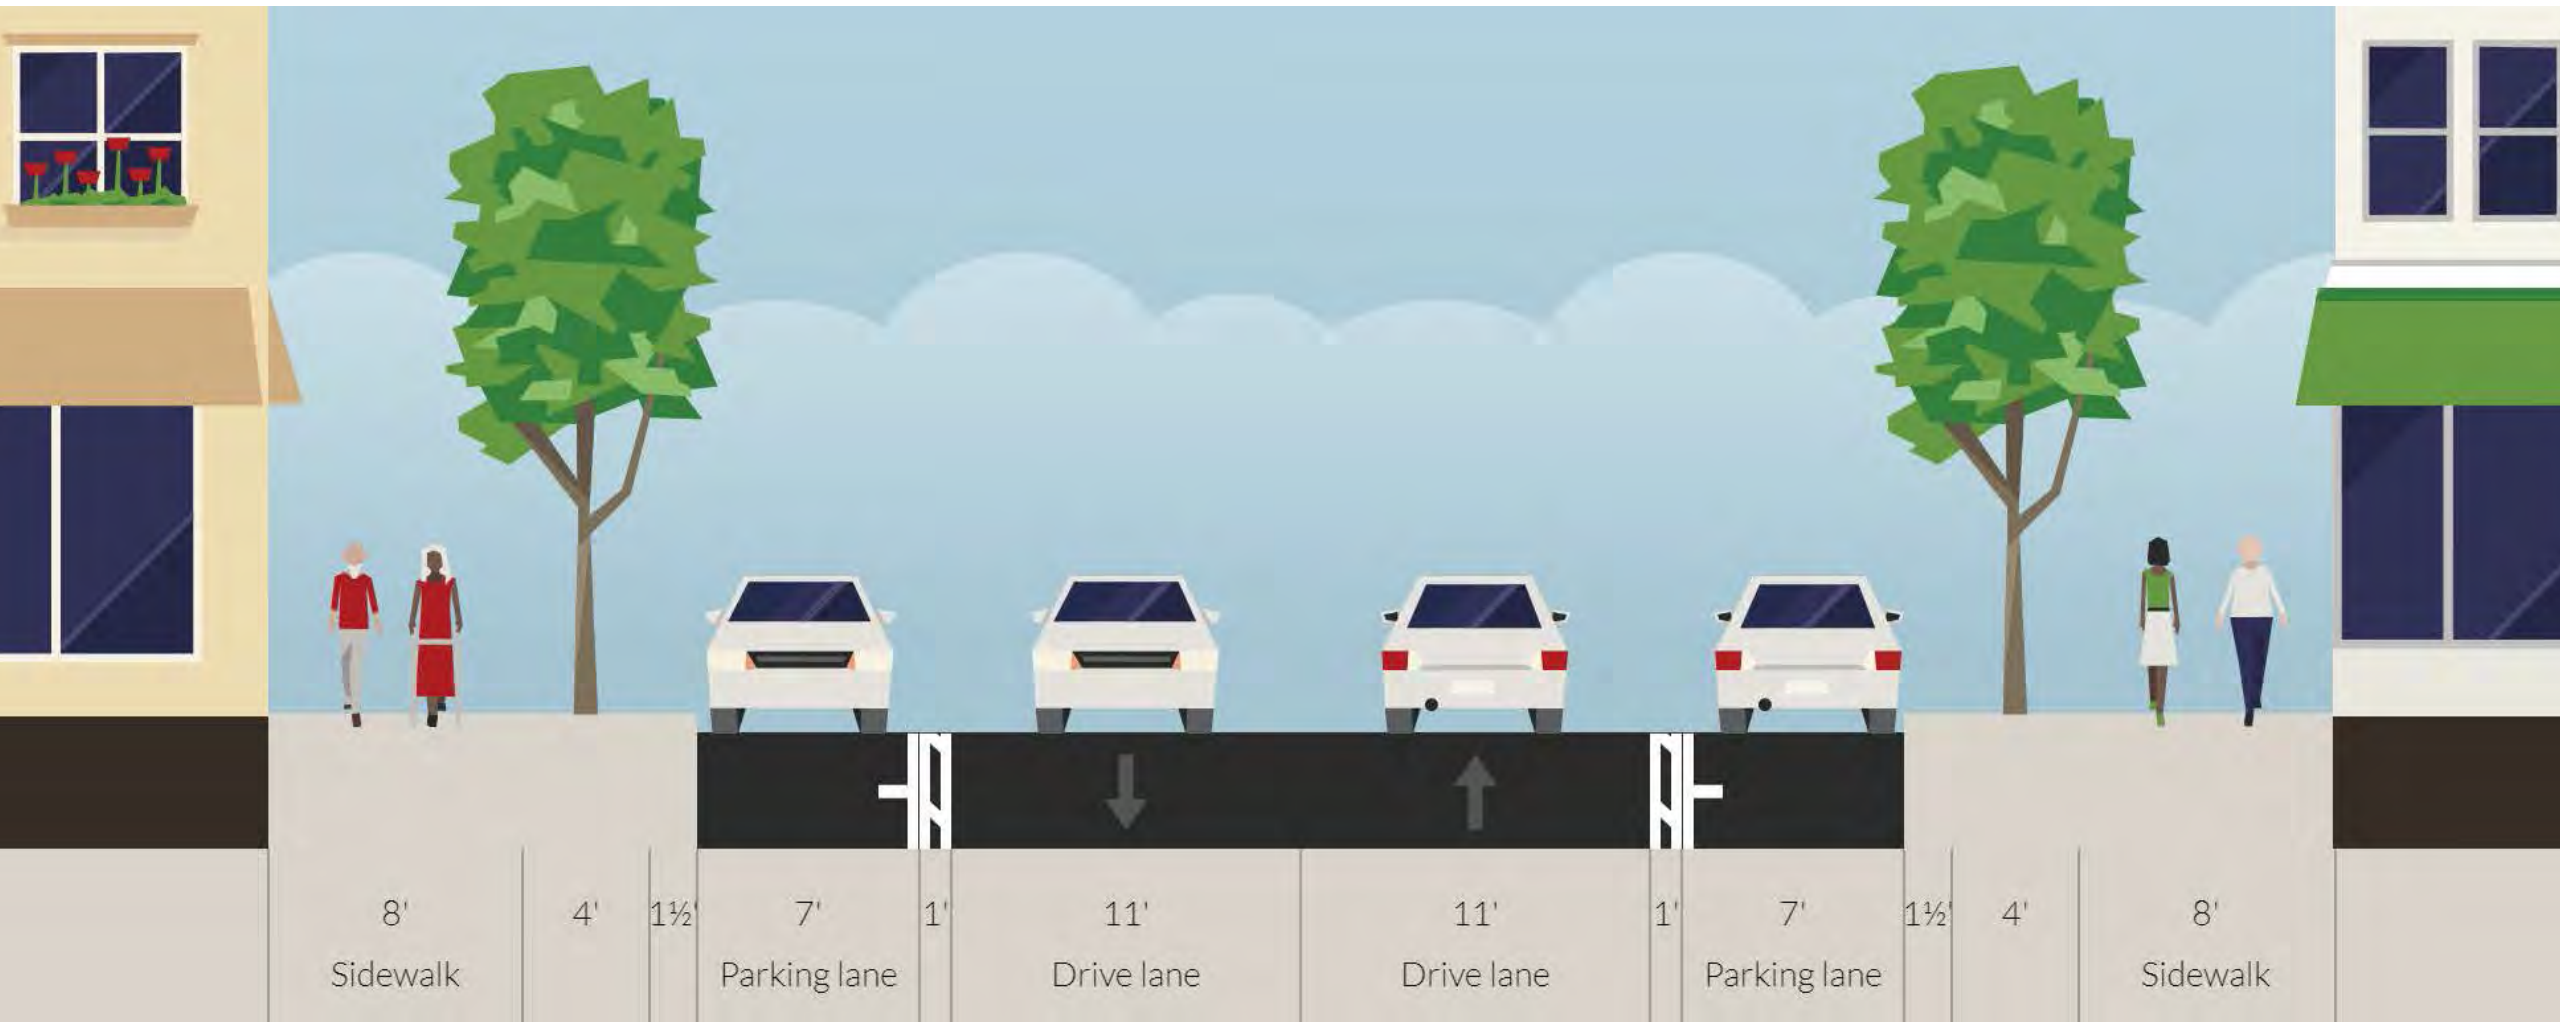 8' 4' 1½' 7' 1' 11' 11' 1' 7' 1½' 4' 8'
Sidewalk Parking lane Drive lane Drive lane Parking lane Sidewalk